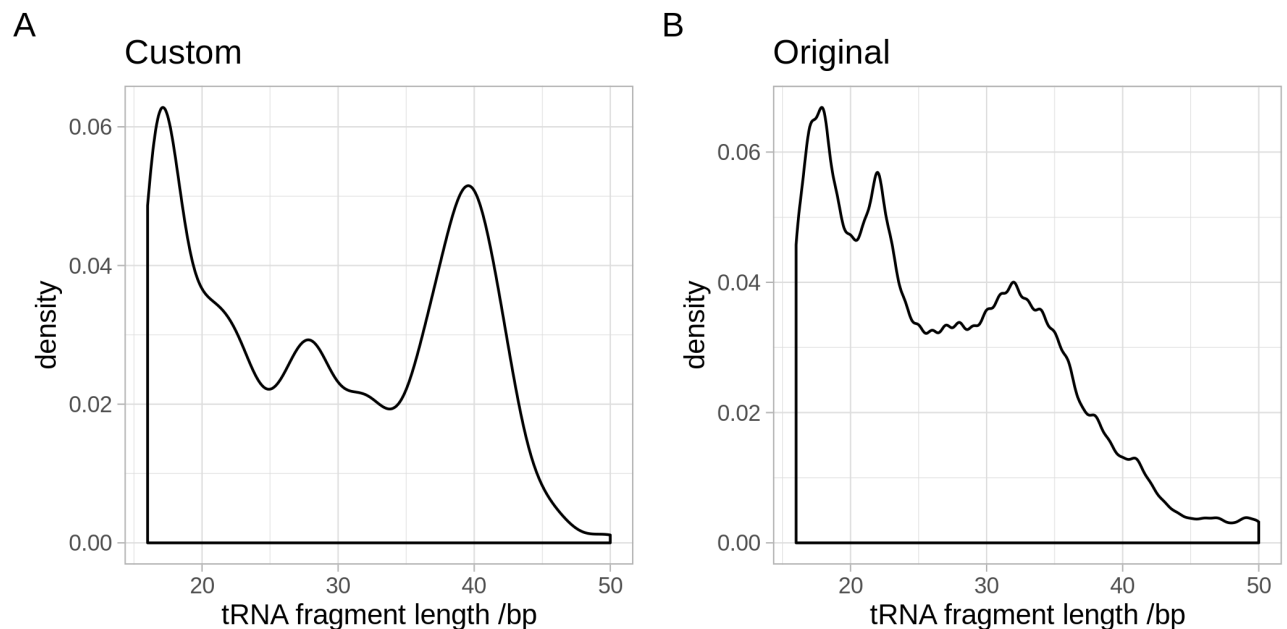 A
Custom
density
0.06
0.04
0.02
0.00
20 30 40 50
tRNA fragment length /bp
B
Original
density
0.06
0.04
0.02
0.00
20 30 40 50
tRNA fragment length /bp